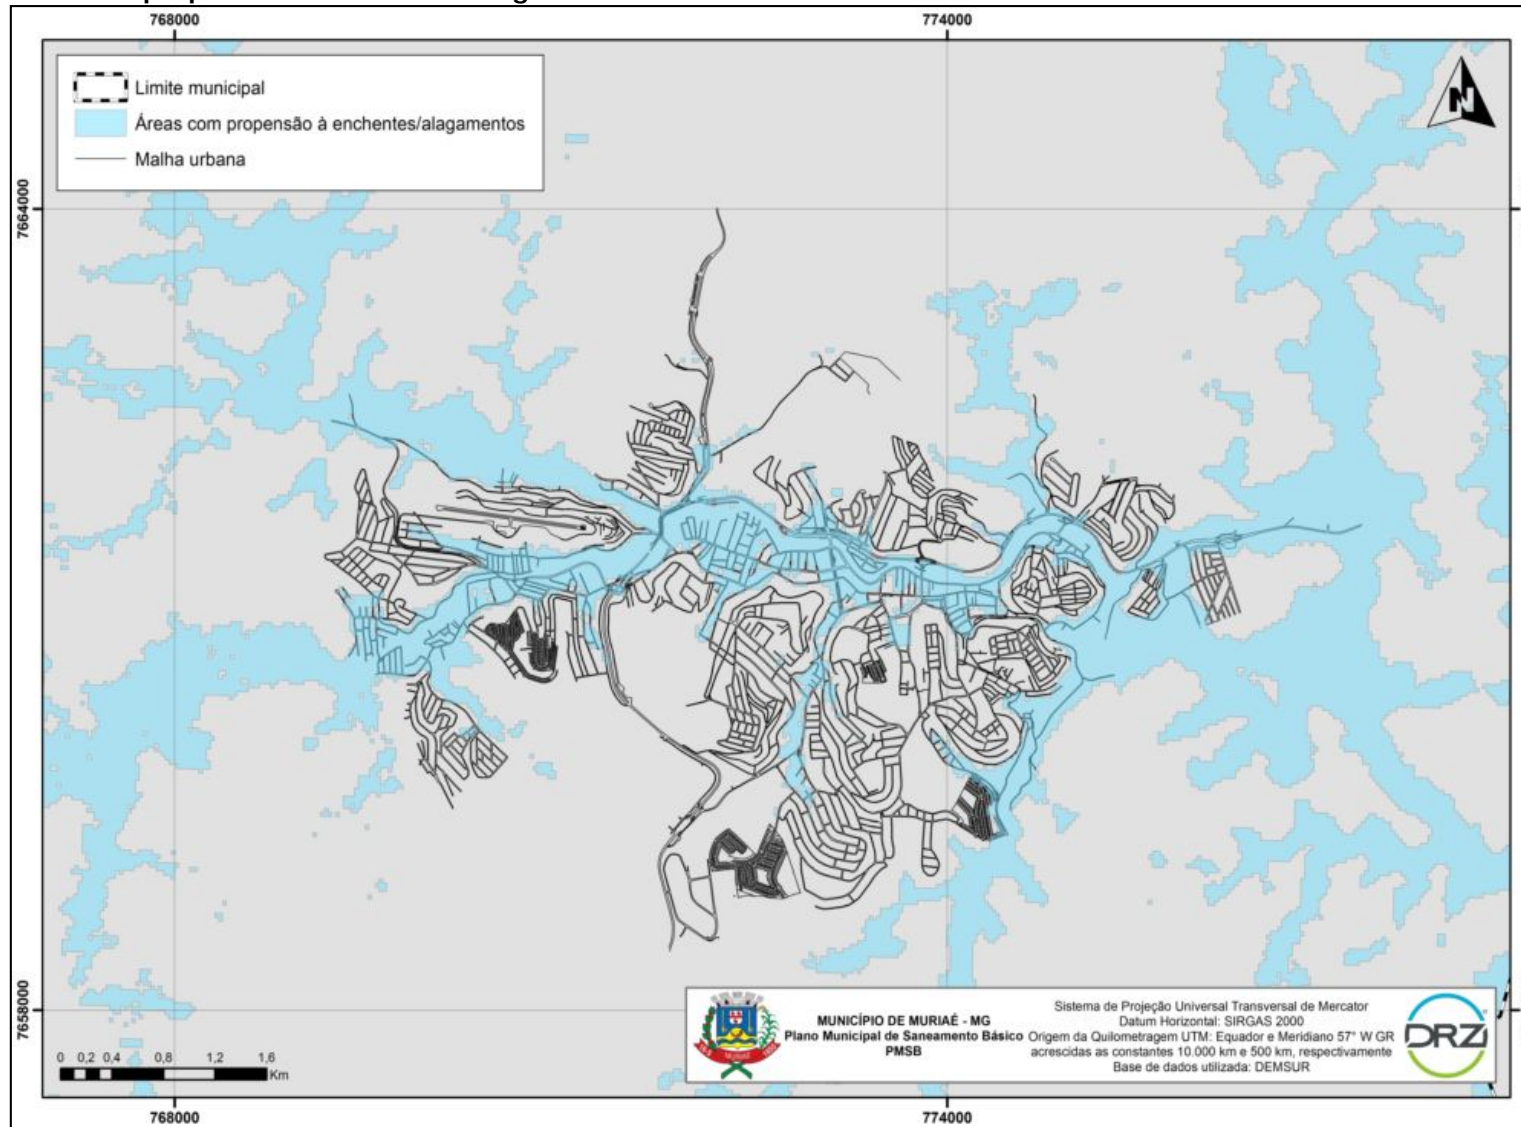 768000
774000
Limite municipal
Áreas com propensão à enchentes/alagamentos
Malha urbana
N
7664000
7658000
MUNICÍPIO DE MURIAÉ - MG
Plano Municipal de Saneamento Básico
PMSB
Sistema de Projeção Universal Transversal de Mercator
Datum Horizontal: SIRGAS 2000
Origem da Quilometragem UTM: Equador e Meridiano 57° W GR
acrescidas as constantes 10.000 km e 500 km, respectivamente
Base de dados utilizada: DEMSUR
DRZ
MURIAÉ
0 0,2 0,4 0,8 1,2 1,6
Km
768000
774000